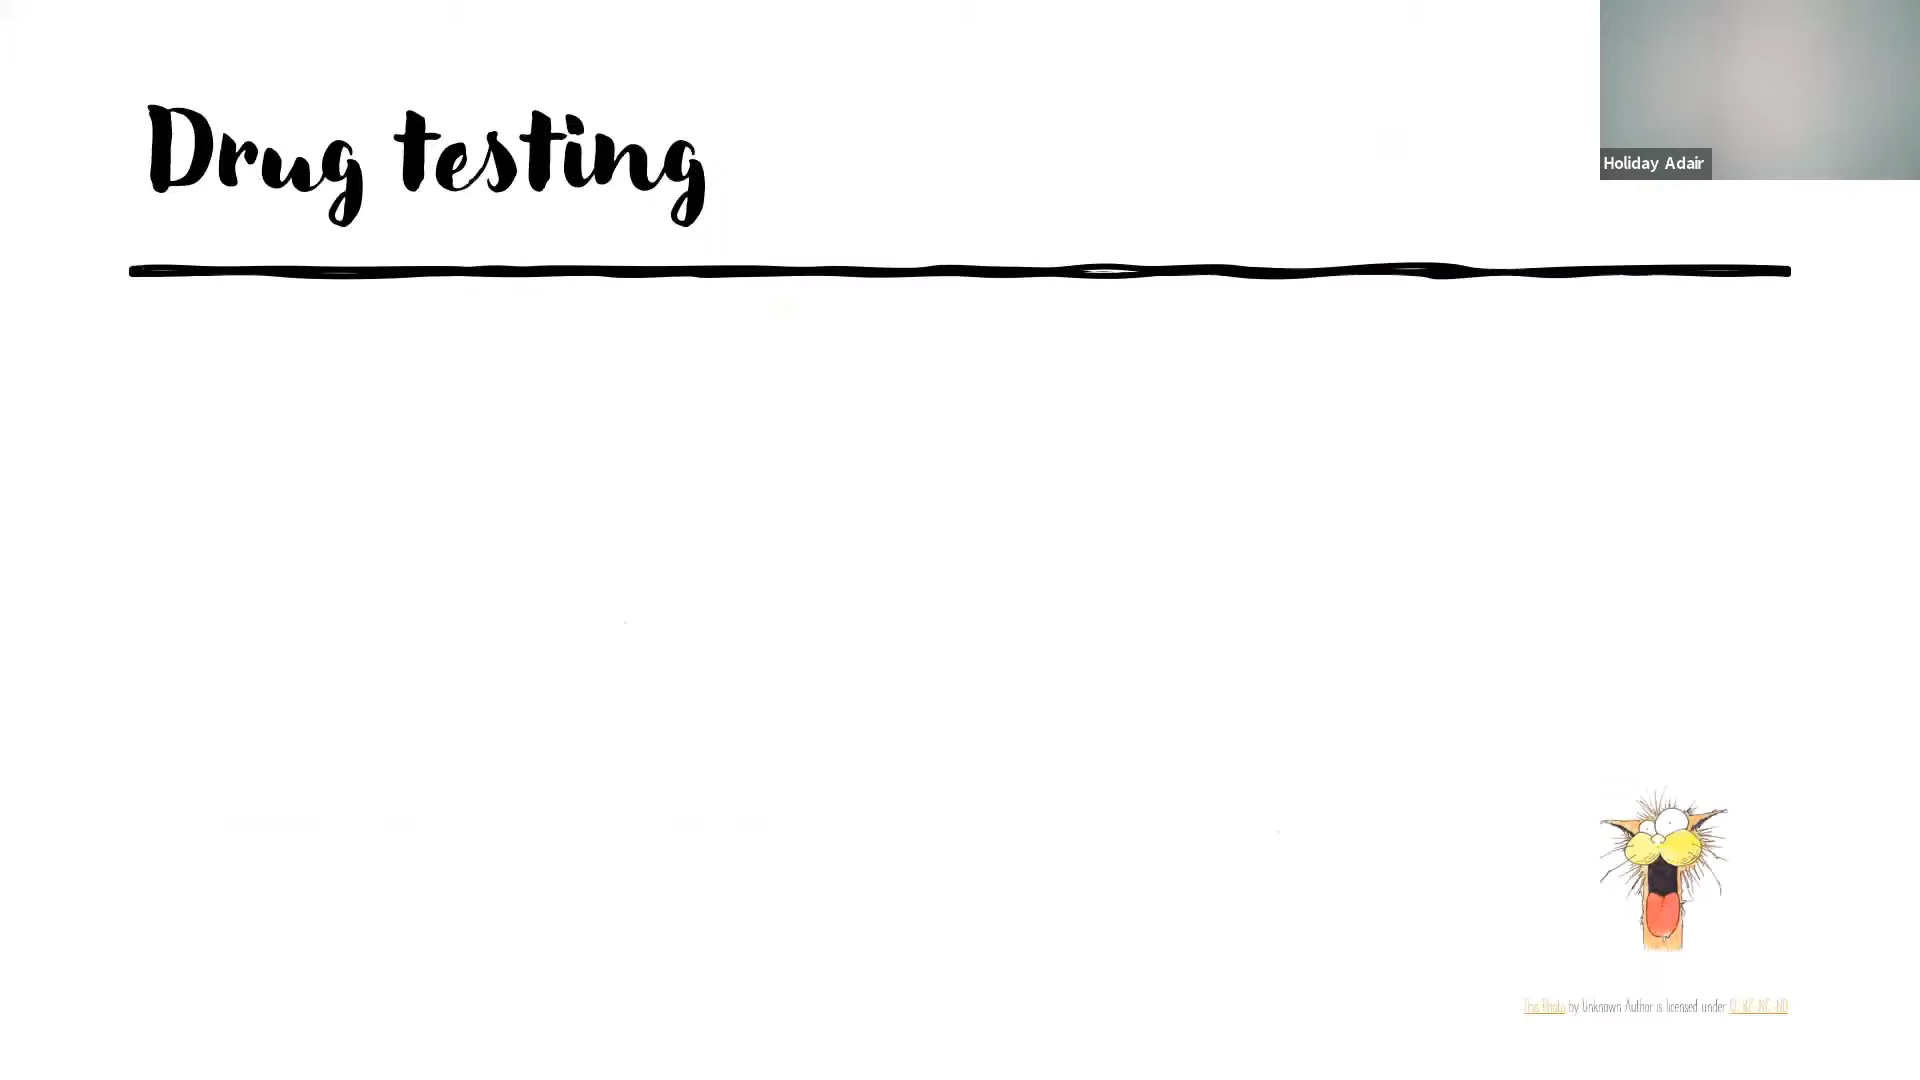 Drug testing
Holiday Adair
This Photo by Unknown Author is licensed under CC BY-NC-ND